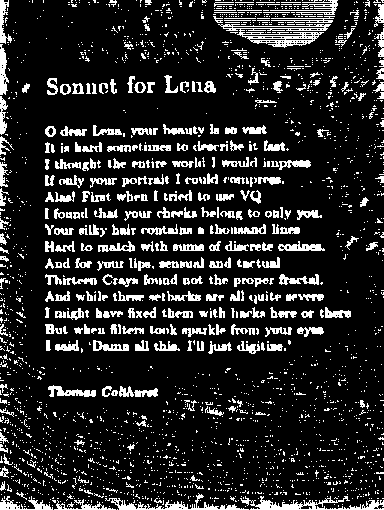 Sonnet for Lena
O dear Lena, your beauty is so vast
It is hard sometimes to describe it fast.
I thought the entire world I would impress
If only your portrait I could compress.
Alas! First when I tried to use VQ
I found that your cheeks belong to only you.
Your silky hair contains a thousand lines
Hard to match with sums of discrete cosines.
And for your lips, sensual and tactual
Thirteen Crays found not the proper fractal.
And while these setbacks are all quite severe
I might have fixed them with hacks here or there
But when filters took sparkle from your eyes
I said, 'Damn all this. I'll just digitize.'
Thomas Colthurst